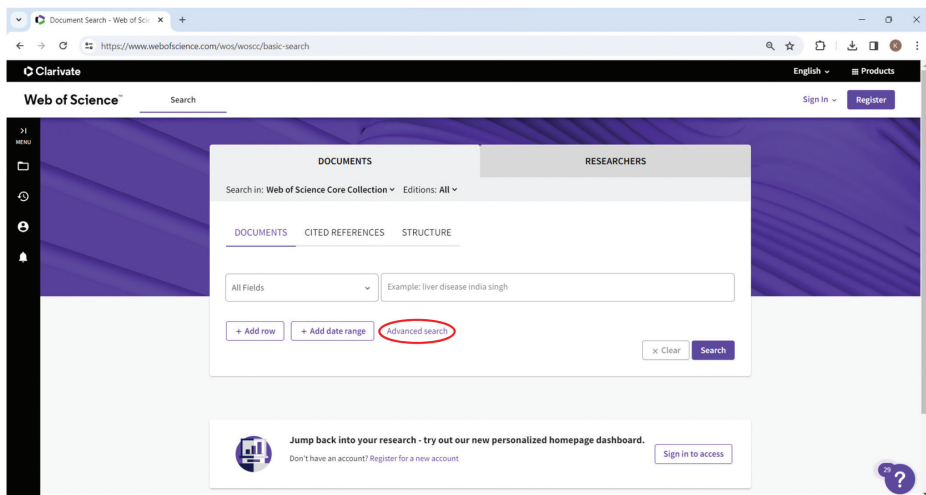 Document Search - Web of Scie
https://www.webofscience.com/wos/woscc/basic-search
K
Clarivate
English
Products
Web of Science™
Search
Sign In
Register
MENU
DOCUMENTS
RESEARCHERS
Search in: Web of Science Core Collection Editions: All
DOCUMENTS CITED REFERENCES STRUCTURE
All Fields
Example: liver disease india singh
+ Add row
+ Add date range
Advanced search
× Clear
Search
Jump back into your research - try out our new personalized homepage dashboard.
Don't have an account? Register for a new account
Sign in to access
29
?